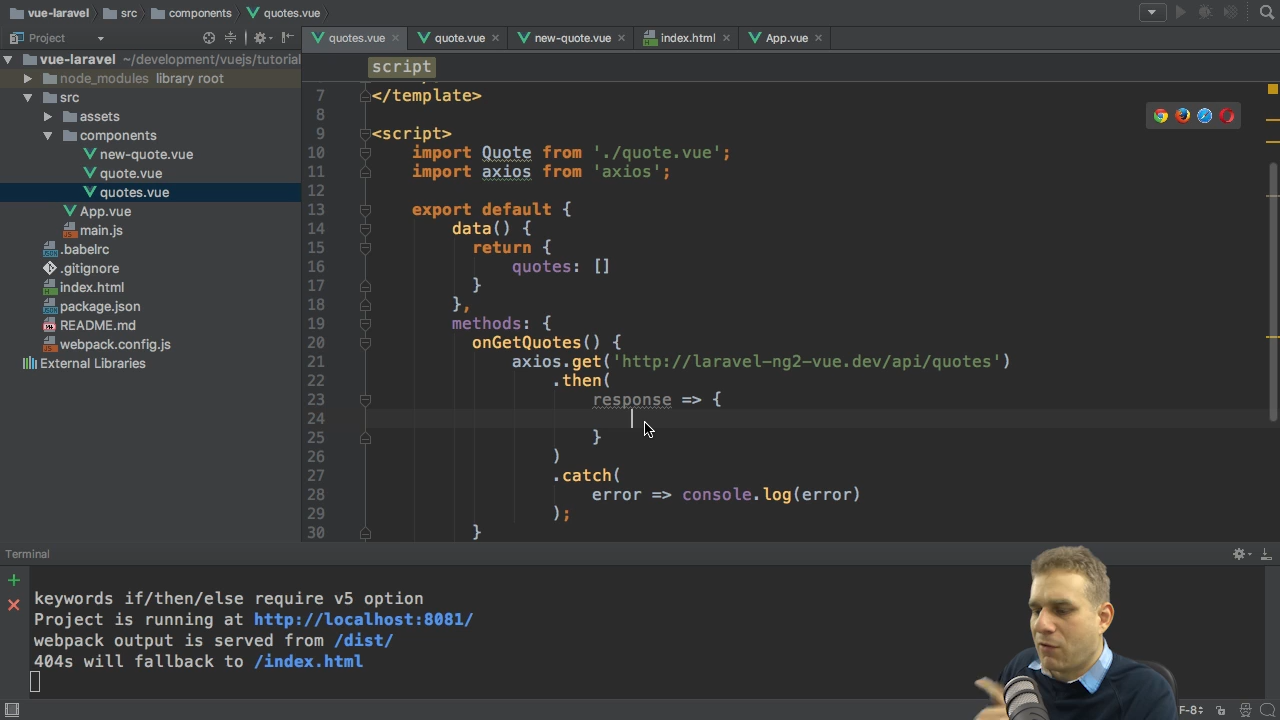 vue-laravel src components quotes.vue
Project
quotes.vue quote.vue new-quote.vue index.html App.vue
vue-laravel ~/development/vuejs/tutorial
node_modules library root
src
assets
components
new-quote.vue
quote.vue
quotes.vue
App.vue
main.js
.babelrc
.gitignore
index.html
package.json
README.md
webpack.config.js
External Libraries
script
7 </template>
8
9 <script>
10 import Quote from './quote.vue';
11 import axios from 'axios';
12
13 export default {
14 data() {
15 return {
16 quotes: []
17 }
18 },
19 methods: {
20 onGetQuotes() {
21 axios.get('http://laravel-ng2-vue.dev/api/quotes')
22 .then(
23 response => {
24
25 }
26 )
27 .catch(
28 error => console.log(error)
29 );
30 }
Terminal
keywords if/then/else require v5 option
Project is running at http://localhost:8081/
webpack output is served from /dist/
404s will fallback to /index.html
F-8